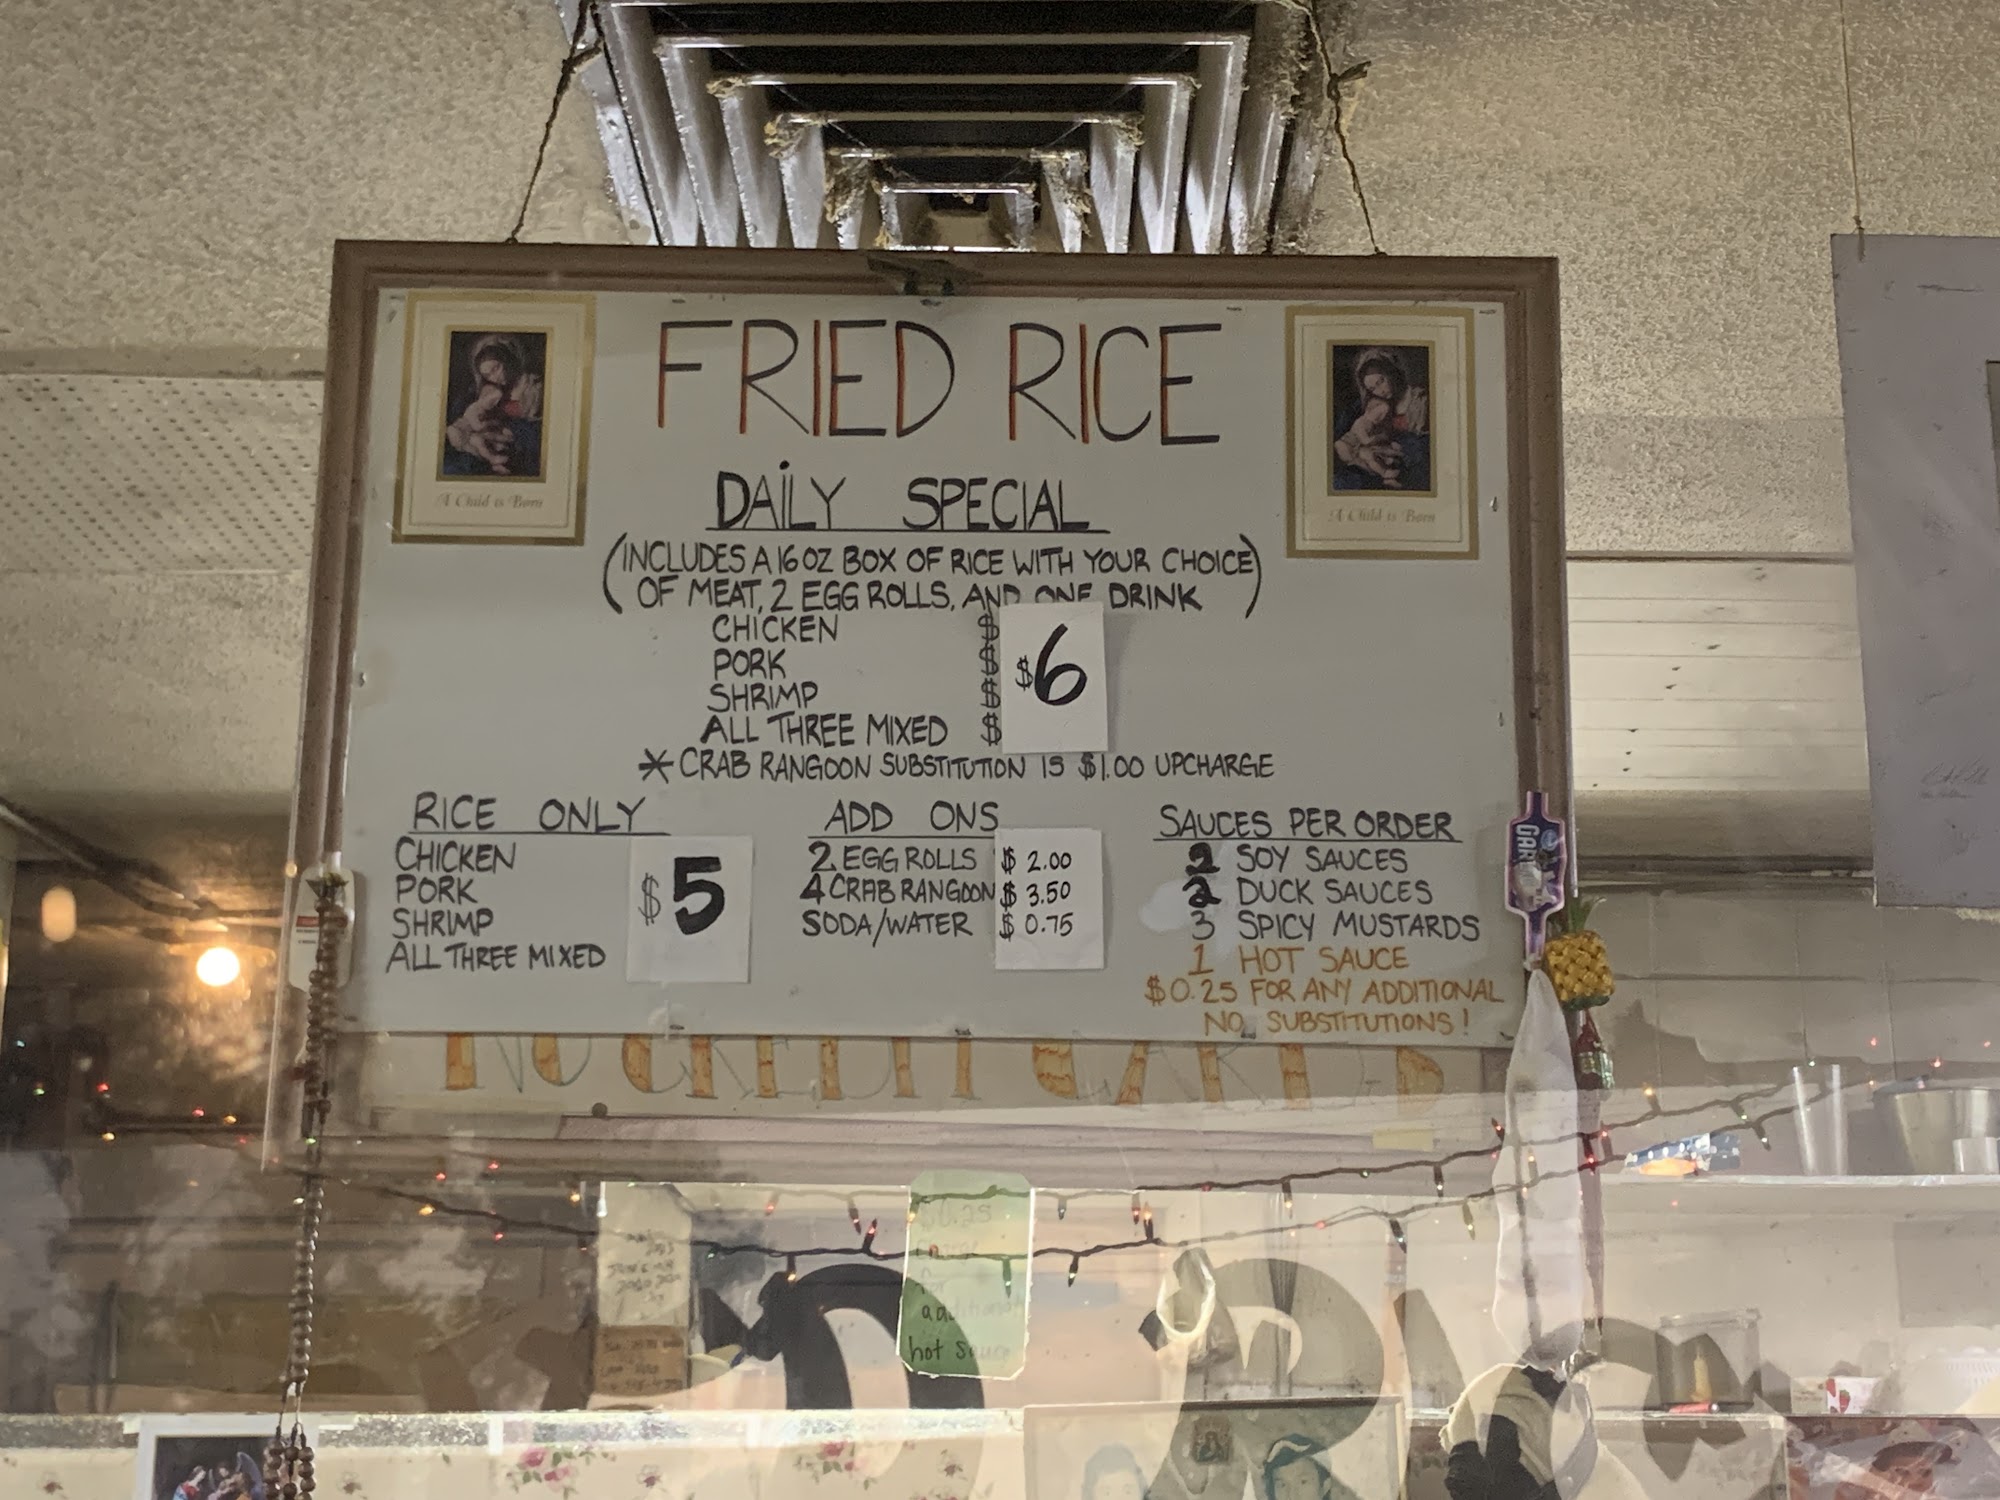 FRIED RICE
A Child is Born
A Child is Born
DAILY SPECIAL
(INCLUDES A 16 OZ BOX OF RICE WITH YOUR CHOICE
OF MEAT, 2 EGG ROLLS, AND ONE DRINK)
CHICKEN $
PORK $
SHRIMP $
ALL THREE MIXED $
$6
* CRAB RANGOON SUBSTITUTION IS $1.00 UPCHARGE
RICE ONLY
CHICKEN
PORK
SHRIMP
ALL THREE MIXED
$5
ADD ONS
2 EGG ROLLS $ 2.00
4 CRAB RANGOON $ 3.50
SODA/WATER $ 0.75
SAUCES PER ORDER
2 SOY SAUCES
2 DUCK SAUCES
3 SPICY MUSTARDS
1 HOT SAUCE
$0.25 FOR ANY ADDITIONAL
NO SUBSTITUTIONS!
NO CREDIT CARDS
$0.25
additional
hot sauce